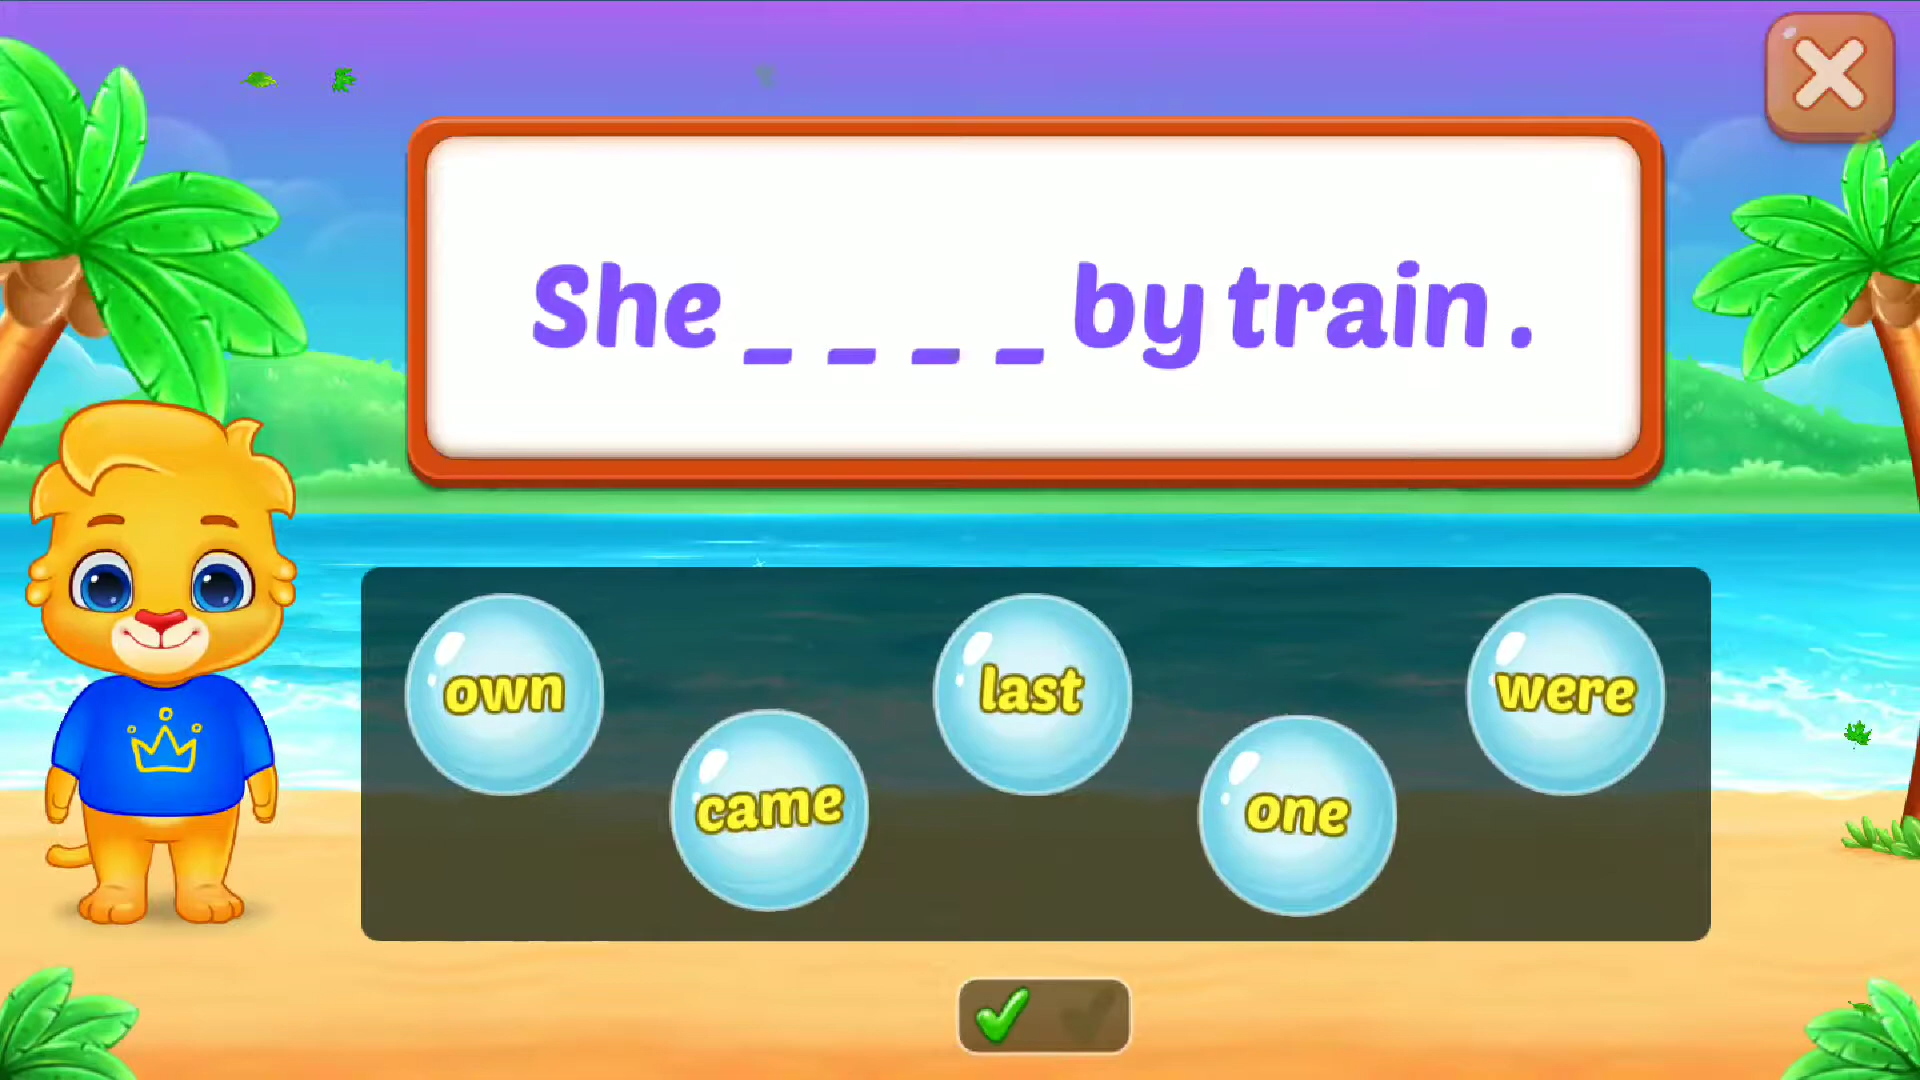 She _ _ _ _ by train .
own
last
were
came
one